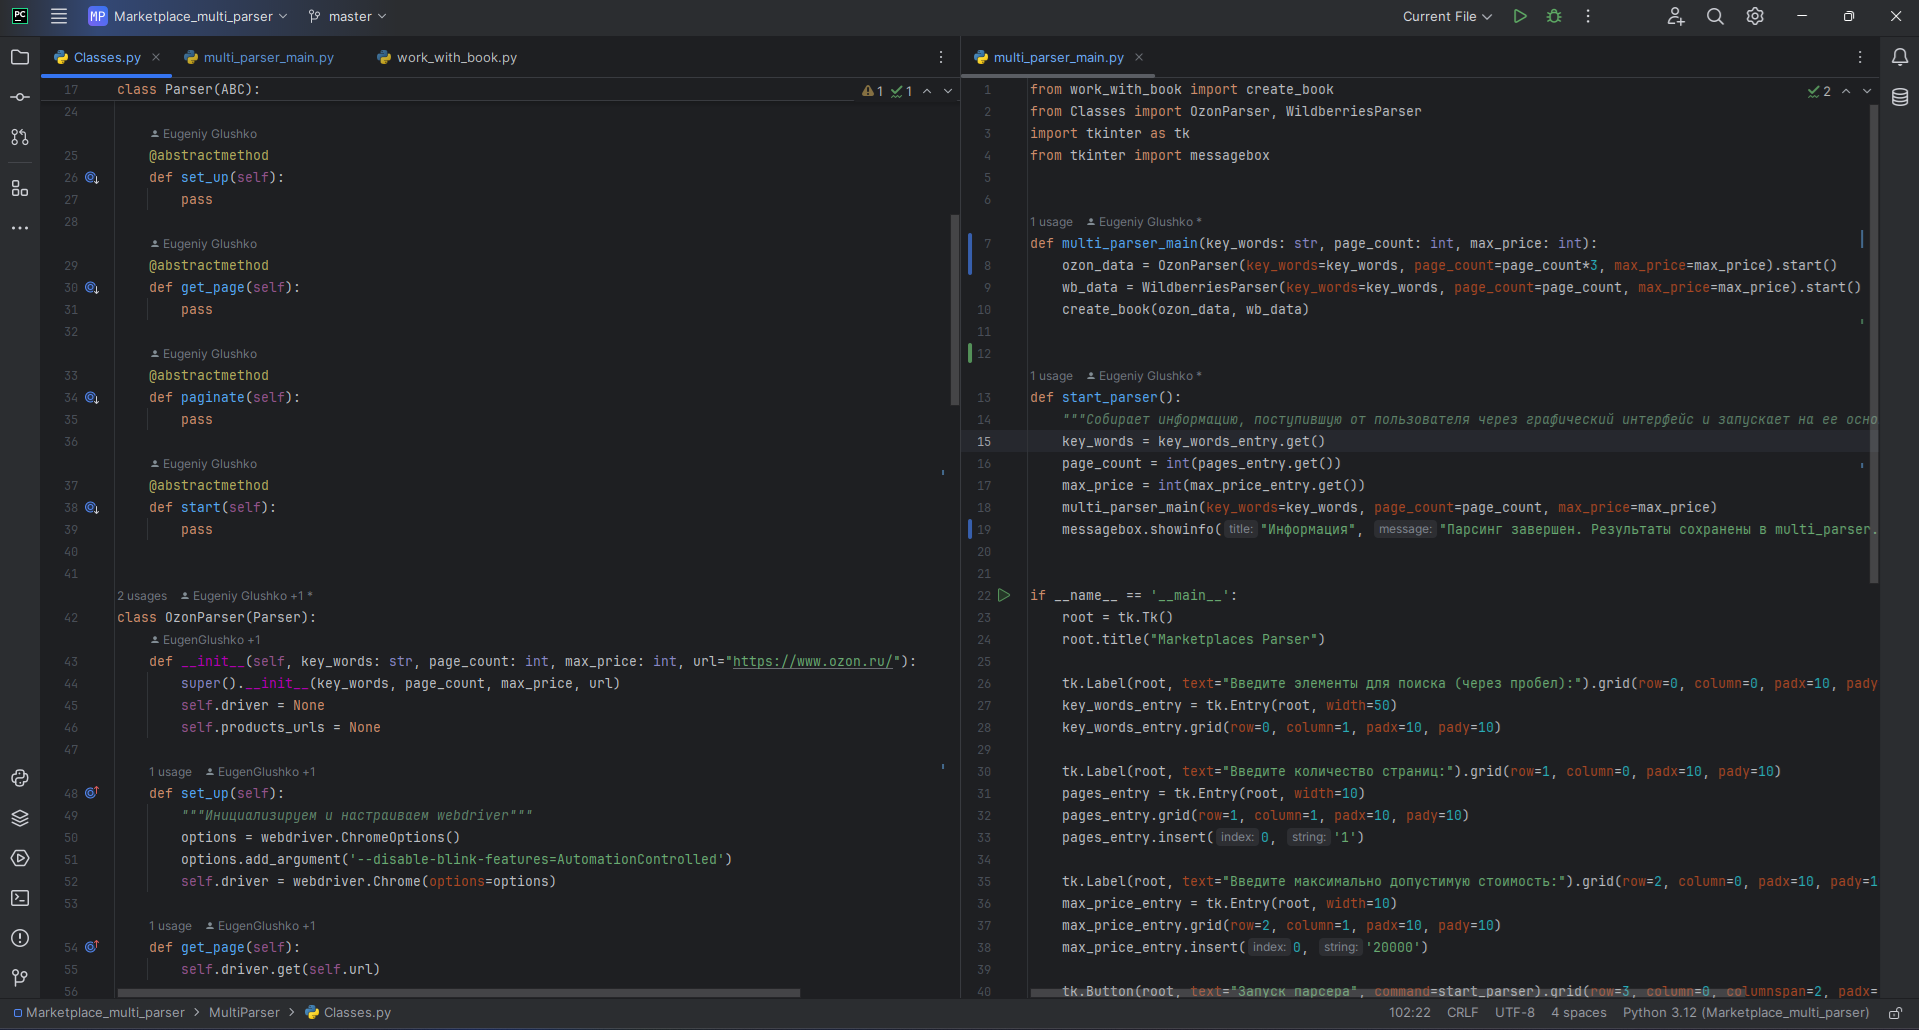 PC MP Marketplace_multi_parser master Current File
Classes.py multi_parser_main.py work_with_book.py
17 class Parser(ABC): 1 1
24
Eugeniy Glushko
25 @abstractmethod
26 def set_up(self):
27 pass
28
Eugeniy Glushko
29 @abstractmethod
30 def get_page(self):
31 pass
32
Eugeniy Glushko
33 @abstractmethod
34 def paginate(self):
35 pass
36
Eugeniy Glushko
37 @abstractmethod
38 def start(self):
39 pass
40
41
2 usages Eugeniy Glushko +1 *
42 class OzonParser(Parser):
EugenGlushko +1
43 def __init__(self, key_words: str, page_count: int, max_price: int, url="https://www.ozon.ru/"):
44 super().__init__(key_words, page_count, max_price, url)
45 self.driver = None
46 self.products_urls = None
47
1 usage EugenGlushko +1
48 def set_up(self):
49 """Инициализируем и настраиваем webdriver"""
50 options = webdriver.ChromeOptions()
51 options.add_argument('--disable-blink-features=AutomationControlled')
52 self.driver = webdriver.Chrome(options=options)
53
1 usage EugenGlushko +1
54 def get_page(self):
55 self.driver.get(self.url)
56
multi_parser_main.py
1 from work_with_book import create_book 2
2 from Classes import OzonParser, WildberriesParser
3 import tkinter as tk
4 from tkinter import messagebox
5
6
1 usage Eugeniy Glushko *
7 def multi_parser_main(key_words: str, page_count: int, max_price: int):
8 ozon_data = OzonParser(key_words=key_words, page_count=page_count*3, max_price=max_price).start()
9 wb_data = WildberriesParser(key_words=key_words, page_count=page_count, max_price=max_price).start()
10 create_book(ozon_data, wb_data)
11
12
1 usage Eugeniy Glushko *
13 def start_parser():
14 """Собирает информацию, поступившую от пользователя через графический интерфейс и запускает на ее осно
15 key_words = key_words_entry.get()
16 page_count = int(pages_entry.get())
17 max_price = int(max_price_entry.get())
18 multi_parser_main(key_words=key_words, page_count=page_count, max_price=max_price)
19 messagebox.showinfo( title: "Информация", message: "Парсинг завершен. Результаты сохранены в multi_parser.
20
21
22 if __name__ == '__main__':
23 root = tk.Tk()
24 root.title("Marketplaces Parser")
25
26 tk.Label(root, text="Введите элементы для поиска (через пробел):").grid(row=0, column=0, padx=10, pady
27 key_words_entry = tk.Entry(root, width=50)
28 key_words_entry.grid(row=0, column=1, padx=10, pady=10)
29
30 tk.Label(root, text="Введите количество страниц:").grid(row=1, column=0, padx=10, pady=10)
31 pages_entry = tk.Entry(root, width=10)
32 pages_entry.grid(row=1, column=1, padx=10, pady=10)
33 pages_entry.insert( index: 0, string: '1')
34
35 tk.Label(root, text="Введите максимально допустимую стоимость:").grid(row=2, column=0, padx=10, pady=1
36 max_price_entry = tk.Entry(root, width=10)
37 max_price_entry.grid(row=2, column=1, padx=10, pady=10)
38 max_price_entry.insert( index: 0, string: '20000')
39
40 tk.Button(root, text="Запуск парсера", command=start_parser).grid(row=3, column=0, columnspan=2, padx=
Marketplace_multi_parser > MultiParser > Classes.py 102:22 CRLF UTF-8 4 spaces Python 3.12 (Marketplace_multi_parser)